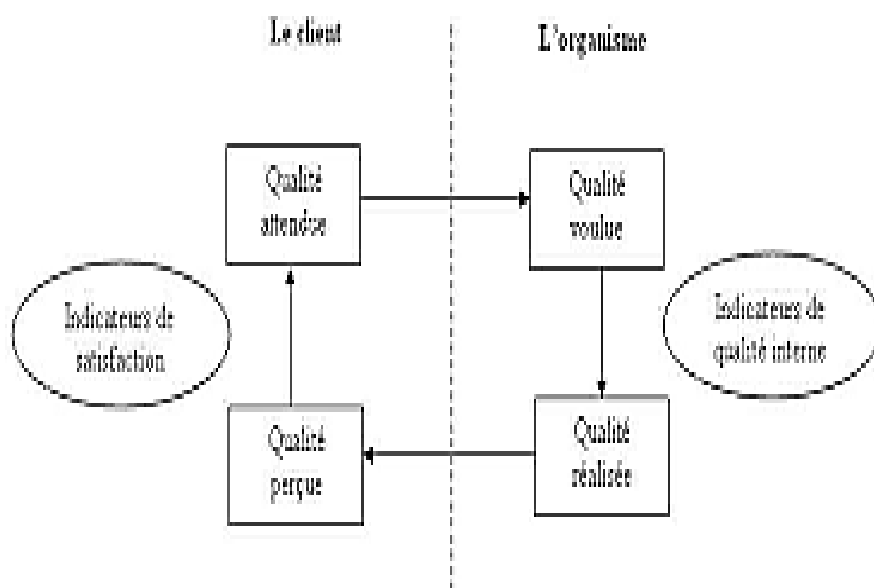 Le client
L'organisme
Qualité
attendue
Qualité
voulue
Indicateurs de
satisfaction
Indicateurs de
qualité interne
Qualité
perçue
Qualité
réalisée